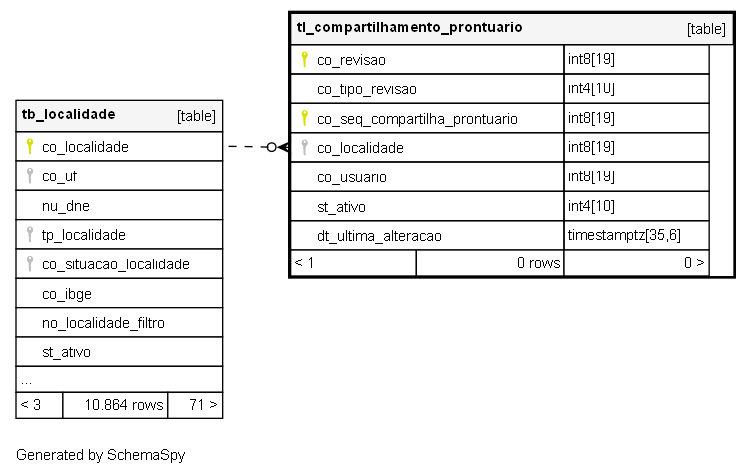 tl_compartilhamento_prontuario [table]
co_revisao int8[19]
co_tipo_revisao int4[10]
co_seq_compartilha_prontuario int8[19]
co_localidade int8[19]
co_usuario int8[19]
st_ativo int4[10]
dt_ultima_alteracao timestamptz[35,6]
< 1 0 rows 0 >
tb_localidade [table]
co_localidade
co_uf
nu_dne
tp_localidade
co_situacao_localidade
co_ibge
no_localidade_filtro
st_ativo
...
< 3 10.864 rows 71 >
Generated by SchemaSpy